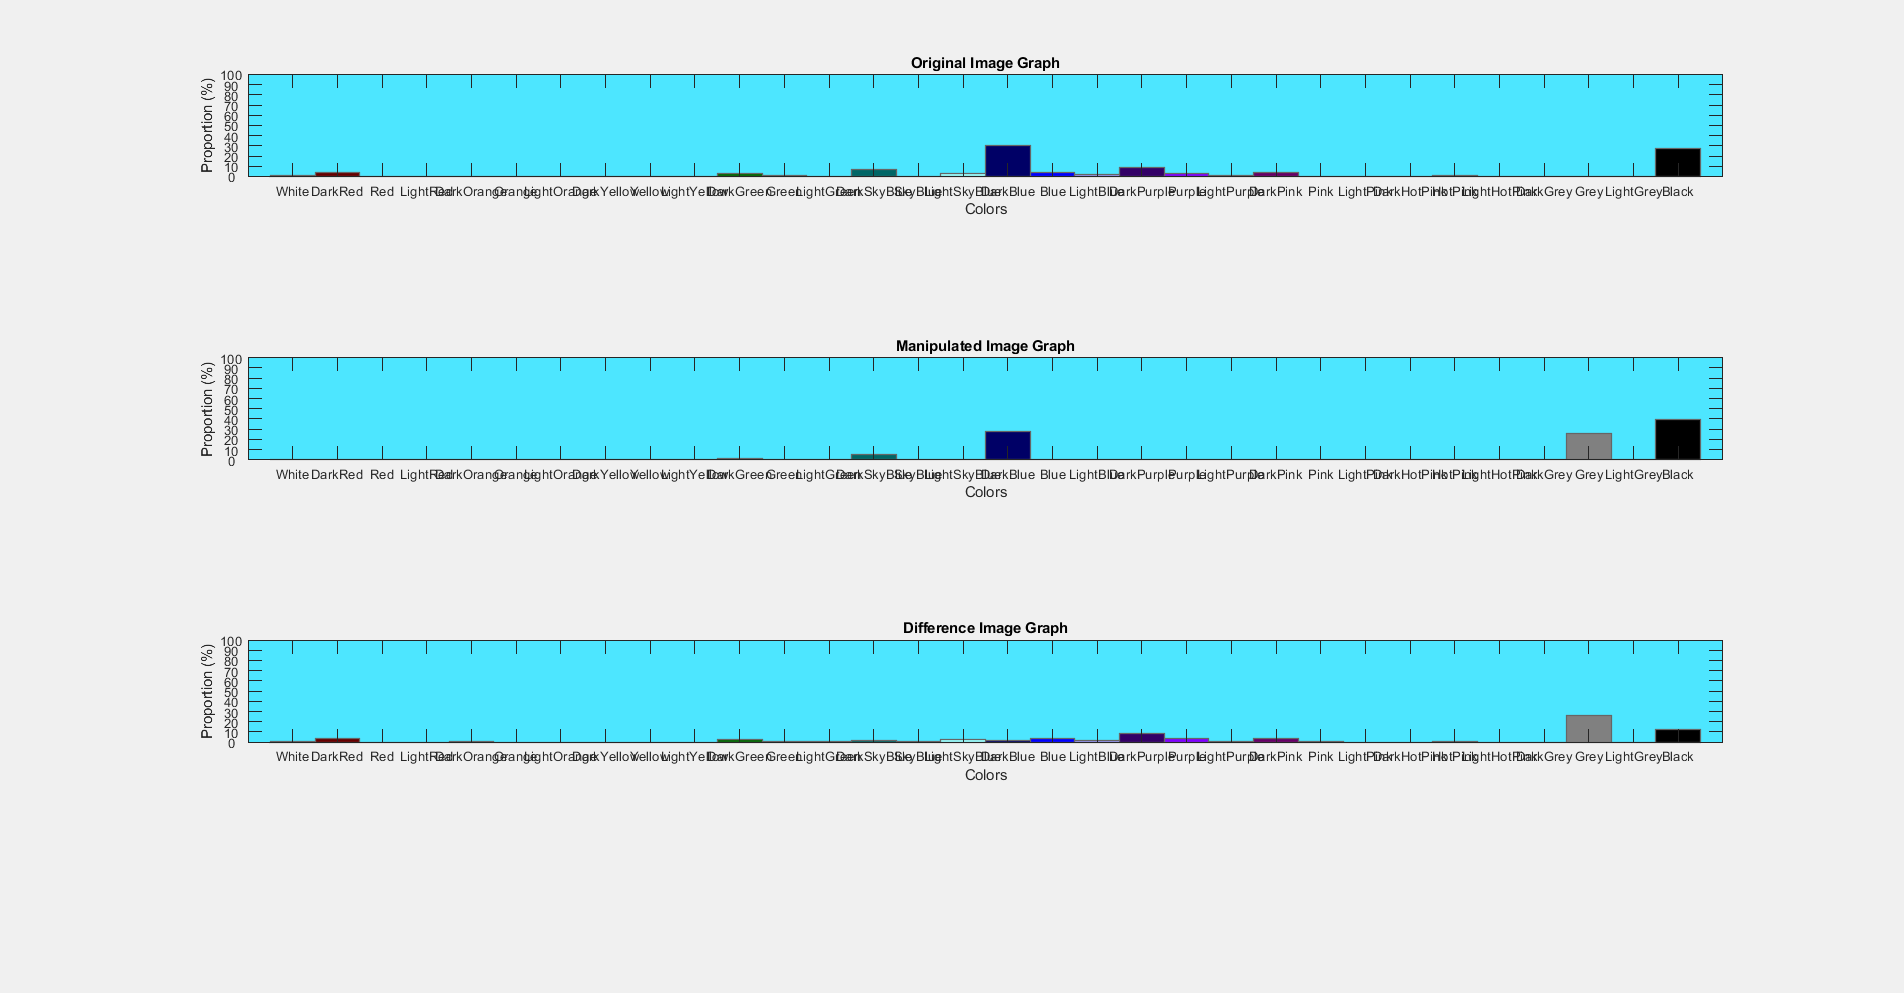 Original Image Graph
Proportion (%)
100
90
80
70
60
50
40
30
20
10
0
White DarkRed Red LightRed DarkOrange Orange LightOrange DarkYellow Yellow LightYellow DarkGreen Green LightGreen DarkSkyBlue SkyBlue LightSkyBlue DarkBlue Blue LightBlue DarkPurple Purple LightPurple DarkPink Pink LightPink DarkHotPink HotPink LightHotPink DarkGrey Grey LightGrey Black
Colors
Manipulated Image Graph
Proportion (%)
100
90
80
70
60
50
40
30
20
10
0
White DarkRed Red LightRed DarkOrange Orange LightOrange DarkYellow Yellow LightYellow DarkGreen Green LightGreen DarkSkyBlue SkyBlue LightSkyBlue DarkBlue Blue LightBlue DarkPurple Purple LightPurple DarkPink Pink LightPink DarkHotPink HotPink LightHotPink DarkGrey Grey LightGrey Black
Colors
Difference Image Graph
Proportion (%)
100
90
80
70
60
50
40
30
20
10
0
White DarkRed Red LightRed DarkOrange Orange LightOrange DarkYellow Yellow LightYellow DarkGreen Green LightGreen DarkSkyBlue SkyBlue LightSkyBlue DarkBlue Blue LightBlue DarkPurple Purple LightPurple DarkPink Pink LightPink DarkHotPink HotPink LightHotPink DarkGrey Grey LightGrey Black
Colors